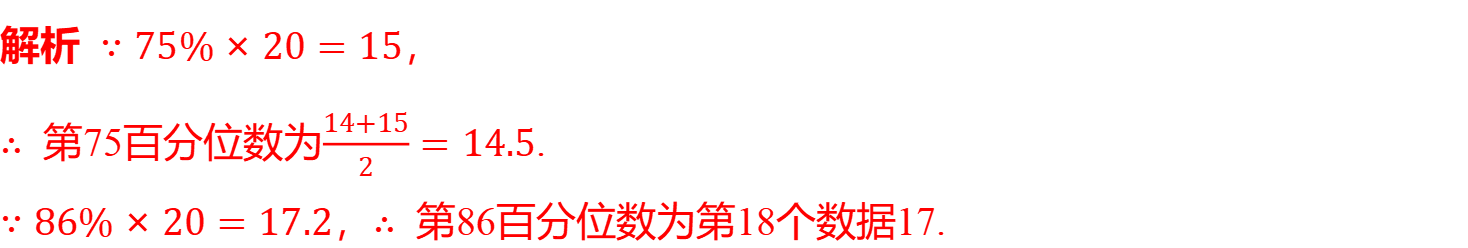 解析 ∵ 75% × 20 = 15,
∴ 第75百分位数为\frac{14+15}{2} = 14.5.
∵ 86% × 20 = 17.2, ∴ 第86百分位数为第18个数据17.